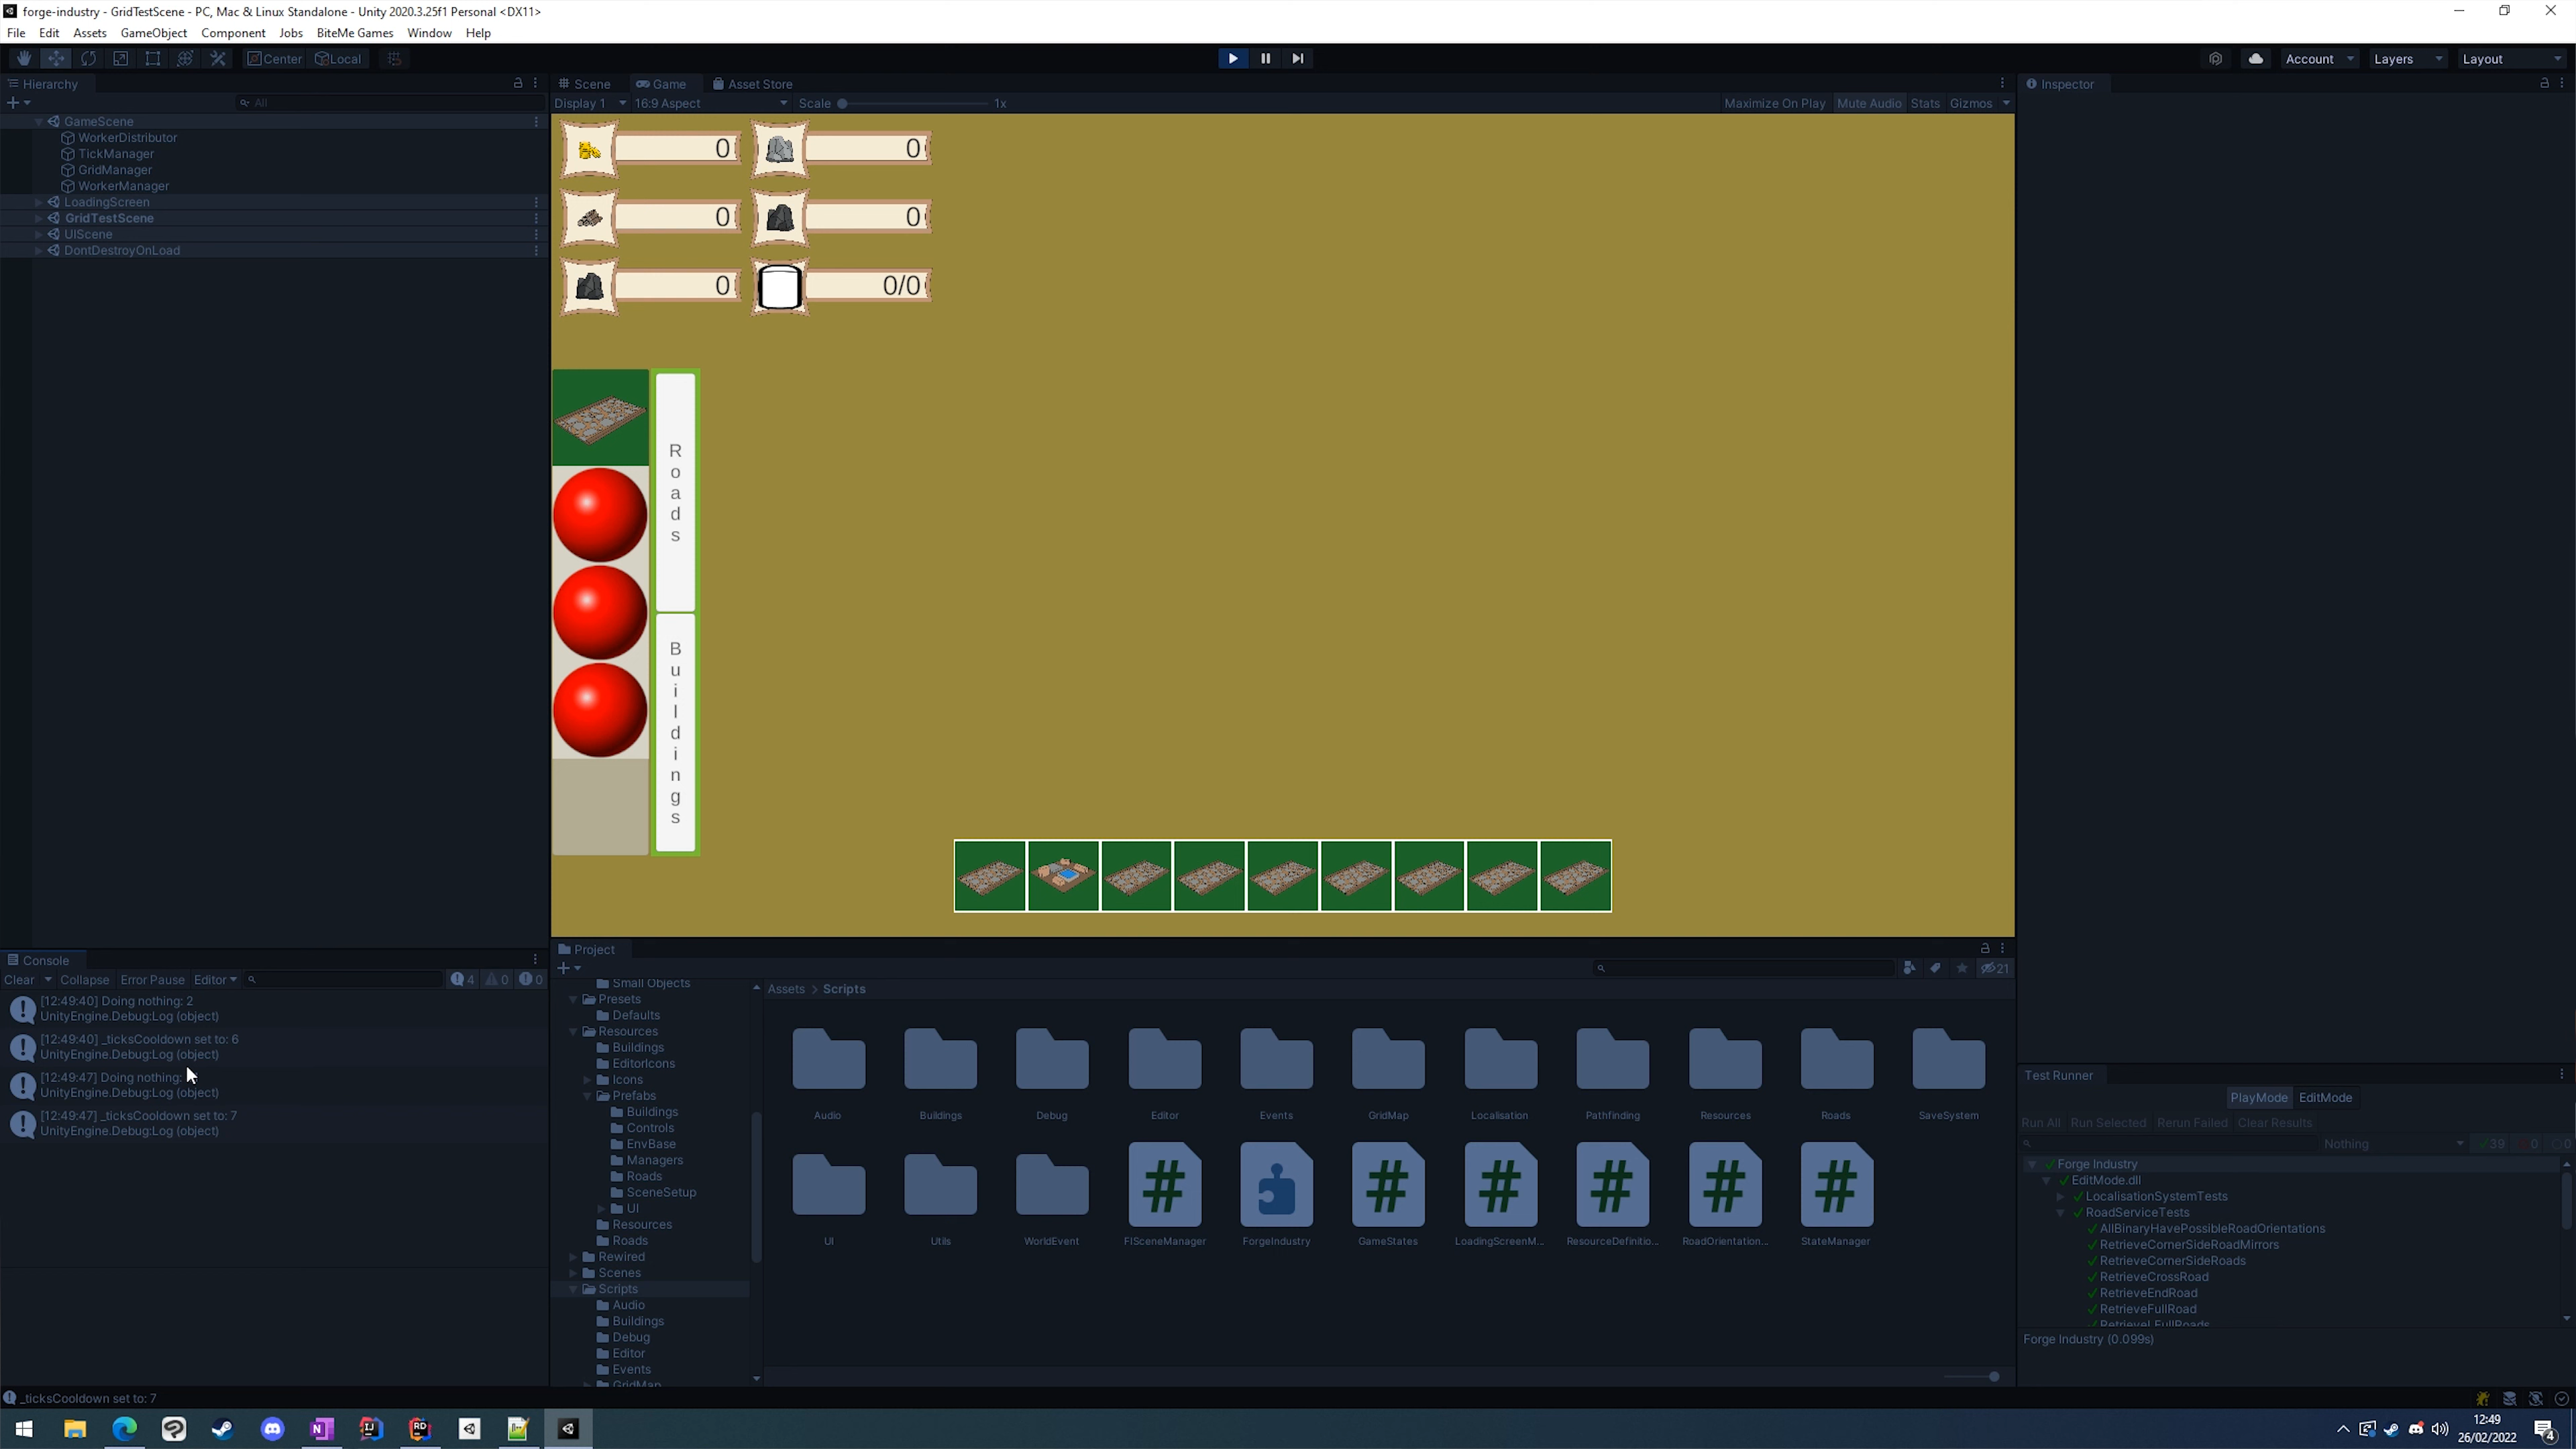 forge-industry - GridTestScene - PC, Mac & Linux Standalone - Unity 2020.3.25f1 Personal <DX11>
File Edit Assets GameObject Component Jobs BiteMe Games Window Help
Center Local
Account Layers Layout
Hierarchy
All
GameScene
WorkerDistributor
TickManager
GridManager
WorkerManager
LoadingScreen
GridTestScene
UIScene
DontDestroyOnLoad
Scene Game Asset Store
Display 1 16:9 Aspect Scale 1x Maximize On Play Mute Audio Stats Gizmos
0 0
0 0
0 0/0
Roads
Buildings
Inspector
Console
Clear Collapse Error Pause Editor 4 0 0
[12:49:40] Doing nothing: 2
UnityEngine.Debug:Log (object)
[12:49:40] _ticksCooldown set to: 6
UnityEngine.Debug:Log (object)
[12:49:47] Doing nothing:
UnityEngine.Debug:Log (object)
[12:49:47] _ticksCooldown set to: 7
UnityEngine.Debug:Log (object)
_ticksCooldown set to: 7
Project
21
Small Objects
Presets
Defaults
Resources
Buildings
EditorIcons
Icons
Prefabs
Buildings
Controls
EnvBase
Managers
Roads
SceneSetup
UI
Resources
Roads
Rewired
Scenes
Scripts
Audio
Buildings
Debug
Editor
Events
GridMap
Assets > Scripts
Audio Buildings Debug Editor Events GridMap Localisation Pathfinding Resources Roads SaveSystem
UI Utils WorldEvent FISceneManager ForgeIndustry GameStates LoadingScreenM... ResourceDefinitio... RoadOrientation... StateManager
Test Runner
PlayMode EditMode
Run All Run Selected Rerun Failed Clear Results
Nothing 39 0 0
Forge Industry
EditMode.dll
LocalisationSystemTests
RoadServiceTests
AllBinaryHavePossibleRoadOrientations
RetrieveCornerSideRoadMirrors
RetrieveCornerSideRoads
RetrieveCrossRoad
RetrieveEndRoad
RetrieveFullRoad
Forge Industry (0.099s)
12:49
26/02/2022
4